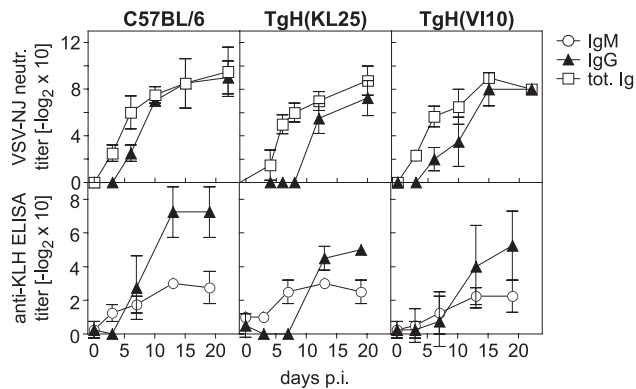 C57BL/6 TgH(KL25) TgH(VI10)
IgM
IgG
tot. Ig
VSV-NJ neutr.
titer [-log2 x 10]
12
8
4
0
anti-KLH ELISA
titer [-log2 x 10]
8
6
4
2
0
0 5 10 15 20 0 5 10 15 20 0 5 10 15 20
days p.i.